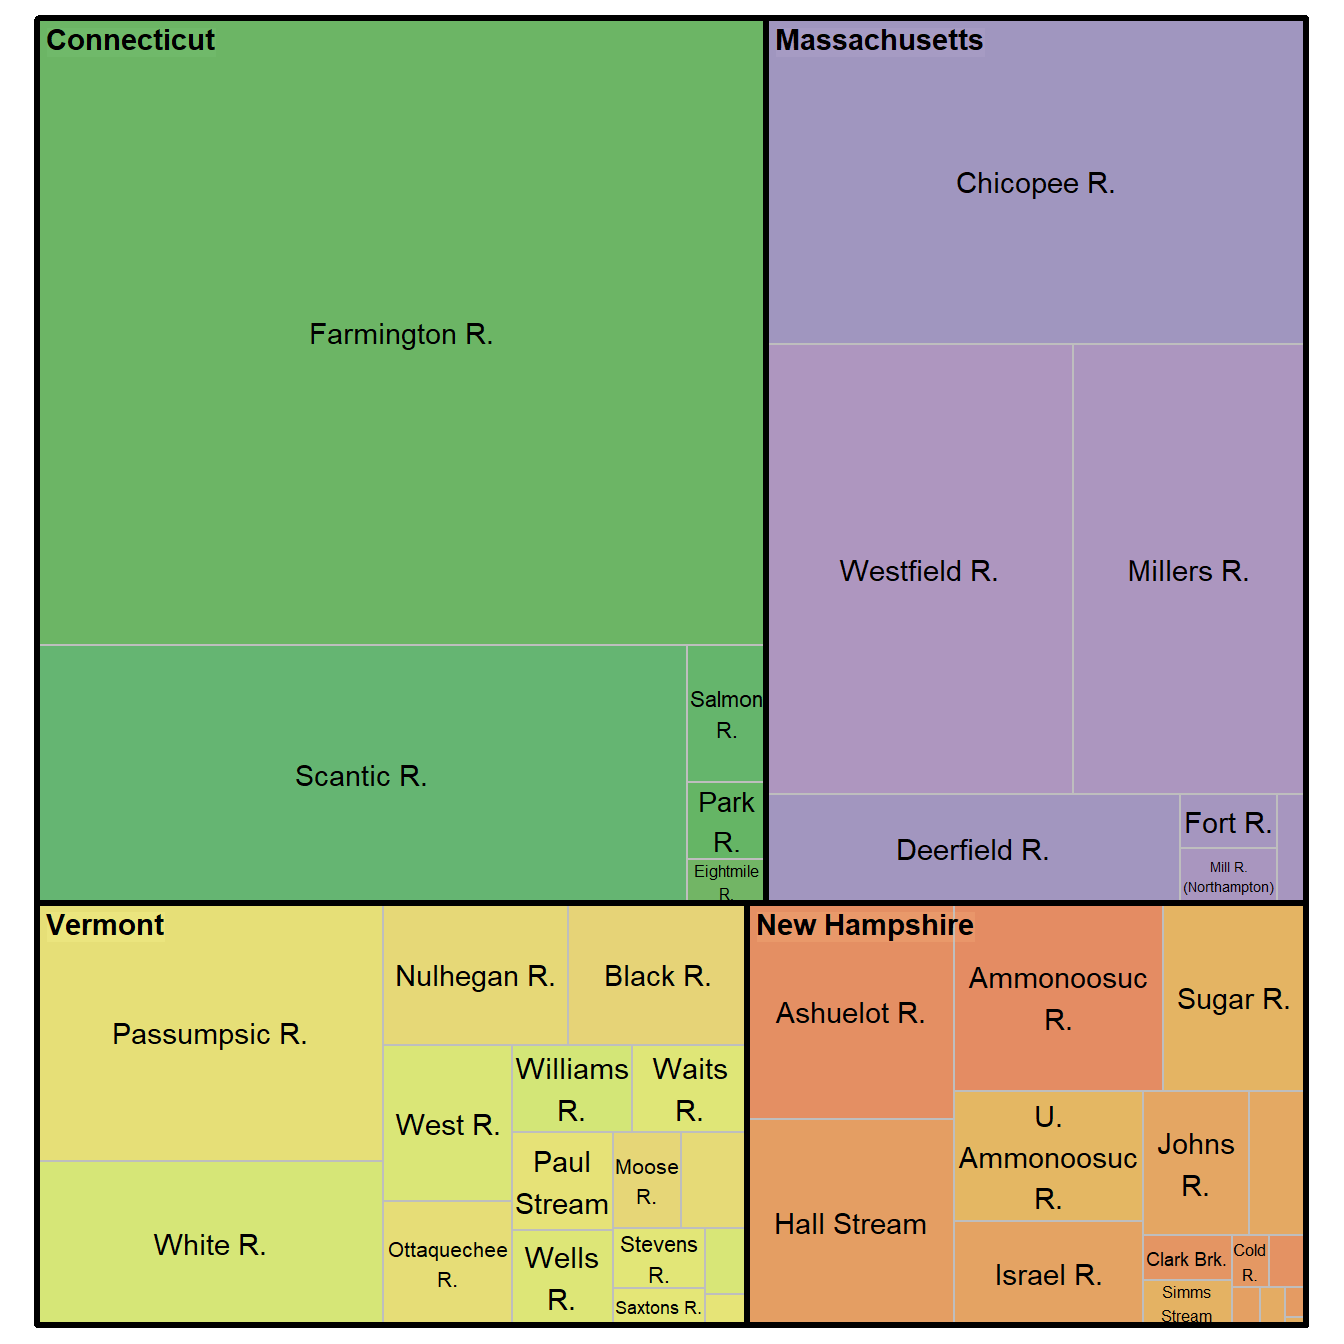 Connecticut
Farmington R.
Scantic R.
Salmon
R.
Park
R.
Eightmile
R.
Massachusetts
Chicopee R.
Westfield R.
Millers R.
Deerfield R.
Fort R.
Mill R.
(Northampton)
Vermont
Passumpsic R.
White R.
Nulhegan R.
Black R.
West R.
Ottaquechee
R.
Williams
R.
Waits
R.
Paul
Stream
Wells
R.
Moose
R.
Stevens
R.
Saxtons R.
New Hampshire
Ashuelot R.
Hall Stream
Ammonoosuc
R.
Sugar R.
U.
Ammonoosuc
R.
Israel R.
Johns
R.
Clark Brk.
Simms
Stream
Cold
R.